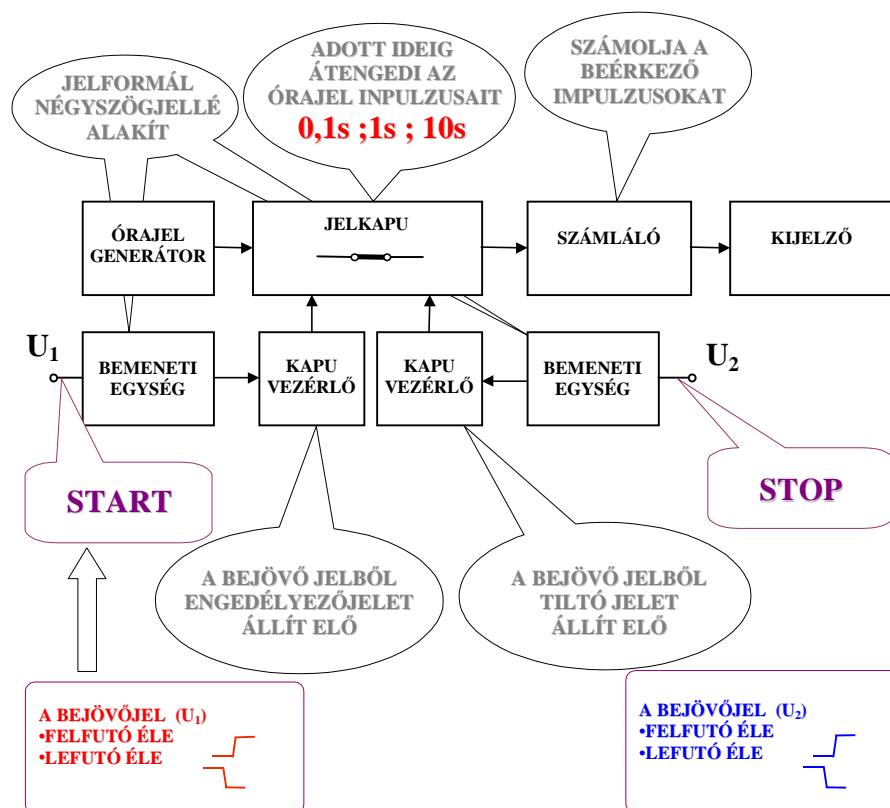 JELFORMÁL
NÉGYSZÖGJELLÉ
ALAKÍT
ADOTT IDEIG
ÁTENGEDI AZ
ÓRAJEL INPULZUSAIT
0,1s ;1s ; 10s
SZÁMOLJA A
BEÉRKEZŐ
IMPULZUSOKAT
ÓRAJEL
GENERÁTOR
JELKAPU
SZÁMLÁLÓ
KIJELZŐ
U1
BEMENETI
EGYSÉG
KAPU
VEZÉRLŐ
KAPU
VEZÉRLŐ
BEMENETI
EGYSÉG
U2
START
STOP
A BEJÖVŐ JELBŐL
ENGEDÉLYEZŐJELET
ÁLLÍT ELŐ
A BEJÖVŐ JELBŐL
TILTÓ JELET
ÁLLÍT ELŐ
A BEJÖVŐJEL (U1)
•FELFUTÓ ÉLE
•LEFUTÓ ÉLE
A BEJÖVŐJEL (U2)
•FELFUTÓ ÉLE
•LEFUTÓ ÉLE